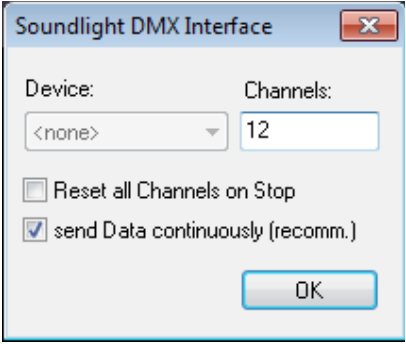 Soundlight DMX Interface
Device: Channels:
<none> 12
Reset all Channels on Stop
send Data continuously (recomm.)
OK